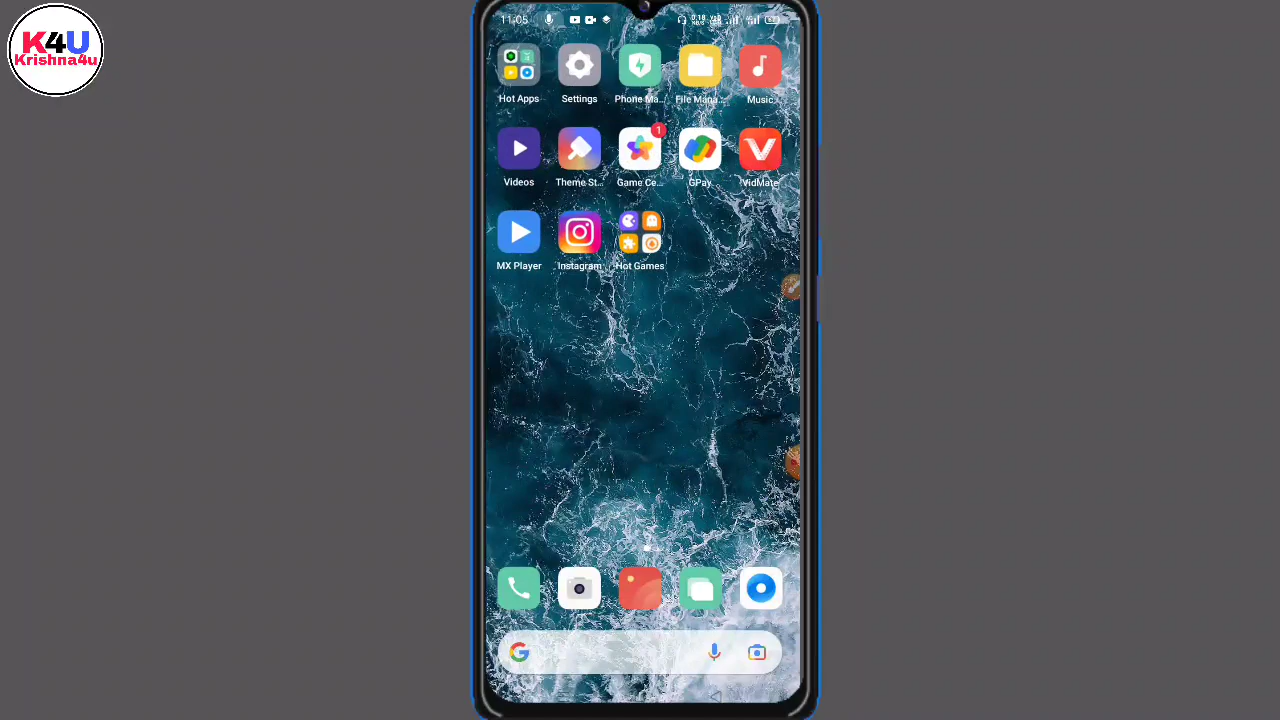 K4U
Krishna4u
11:05
Hot Apps
Settings
Phone Ma...
File Mana...
Music
Videos
Theme St...
Game Ce...
1
GPay
VidMate
MX Player
Instagram
Hot Games